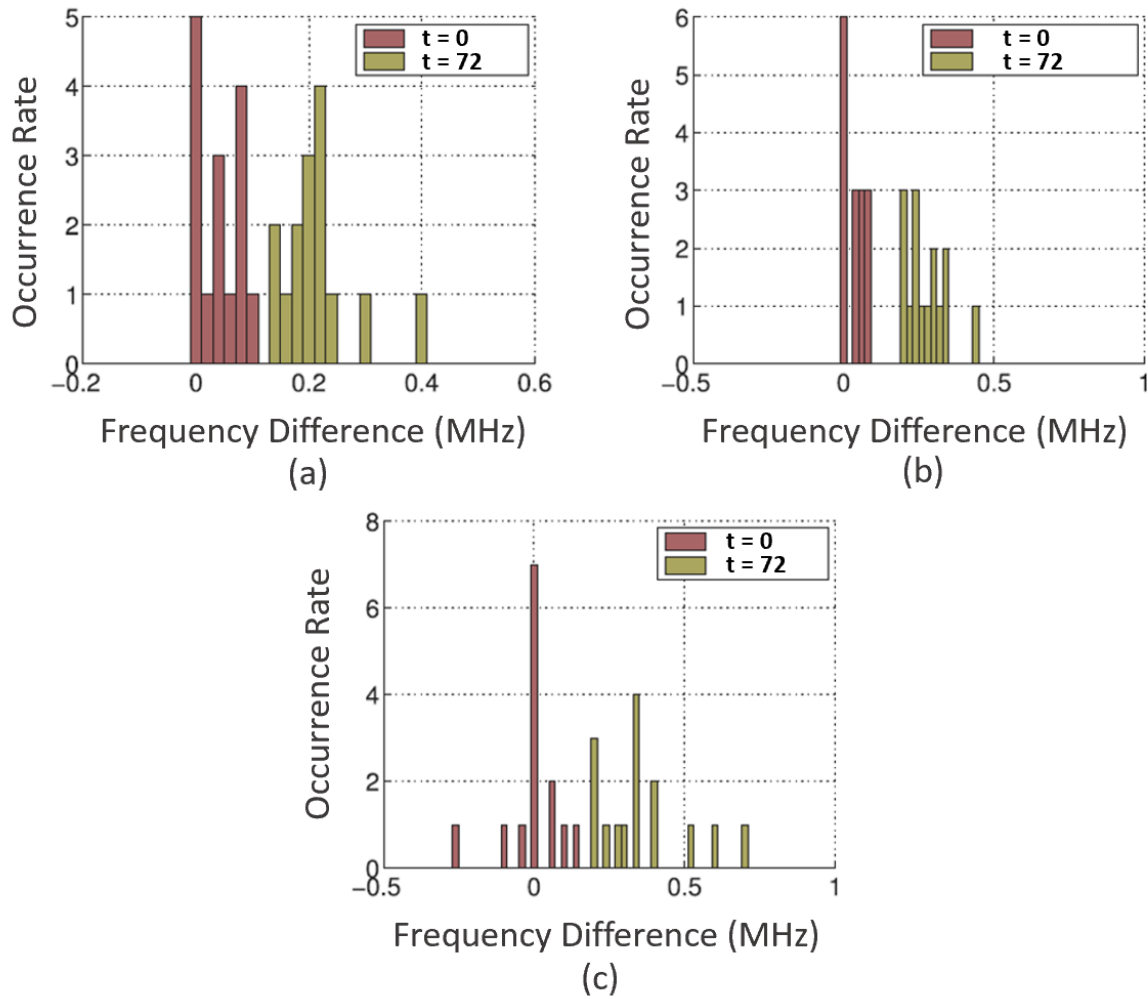 5
4
3
2
1
0
Occurrence Rate
t = 0
t = 72
−0.2
0
0.2
0.4
0.6
Frequency Difference (MHz)
(a)
6
5
4
3
2
1
0
Occurrence Rate
t = 0
t = 72
−0.5
0
0.5
1
Frequency Difference (MHz)
(b)
8
6
4
2
0
Occurrence Rate
t = 0
t = 72
−0.5
0
0.5
1
Frequency Difference (MHz)
(c)